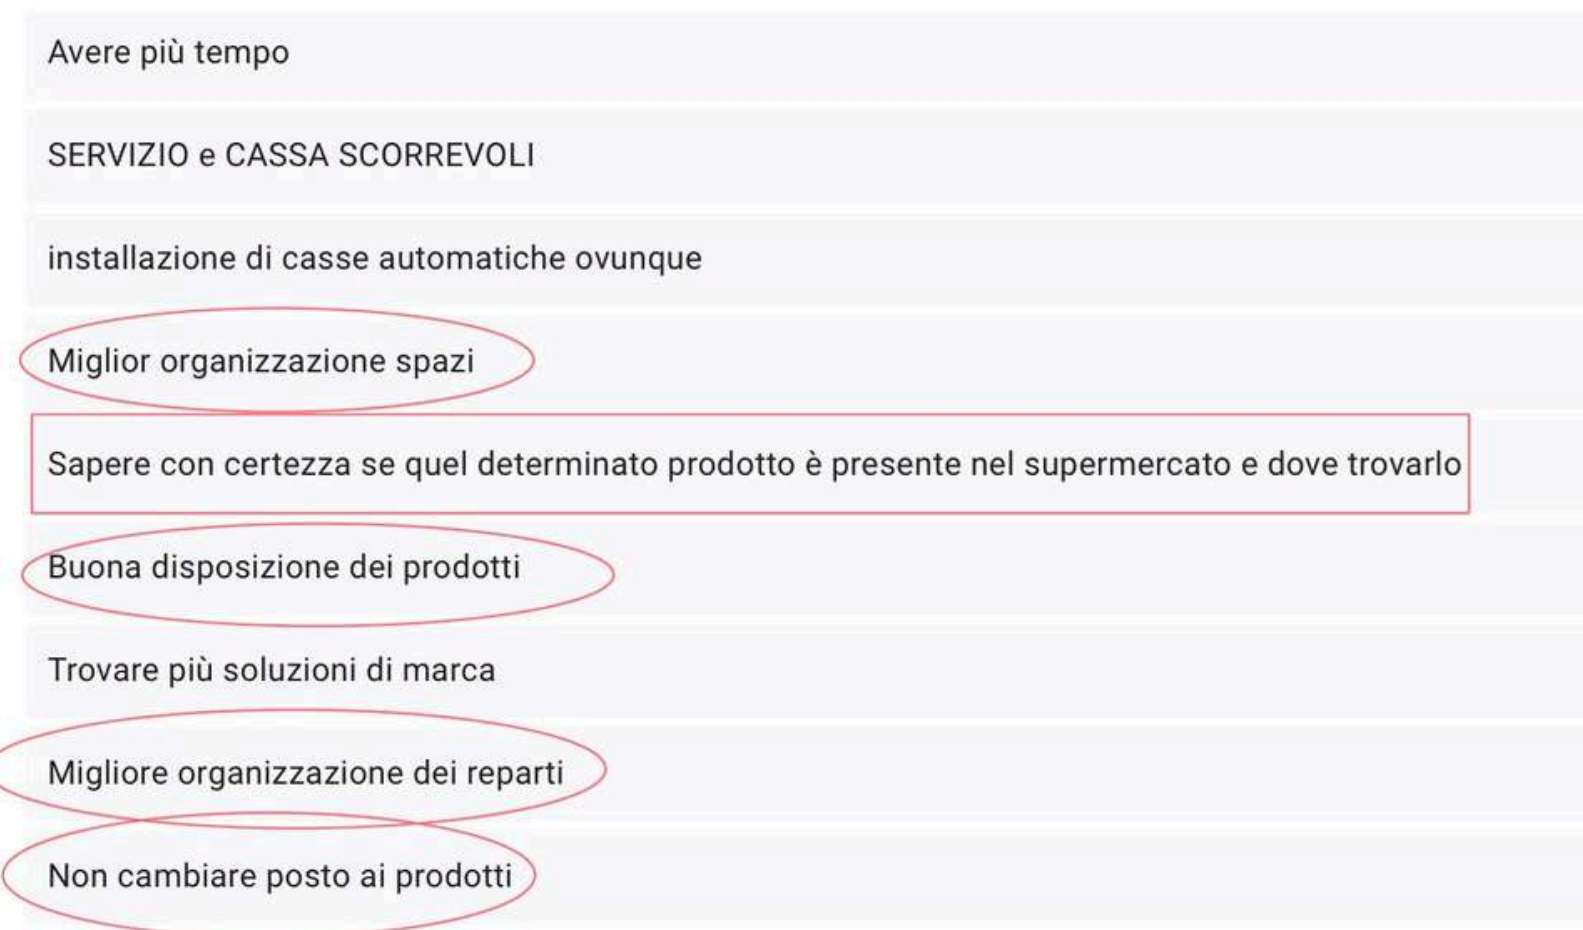 Avere più tempo
SERVIZIO e CASSA SCORREVOLI
installazione di casse automatiche ovunque
Miglior organizzazione spazi
Sapere con certezza se quel determinato prodotto è presente nel supermercato e dove trovarlo
Buona disposizione dei prodotti
Trovare più soluzioni di marca
Migliore organizzazione dei reparti
Non cambiare posto ai prodotti